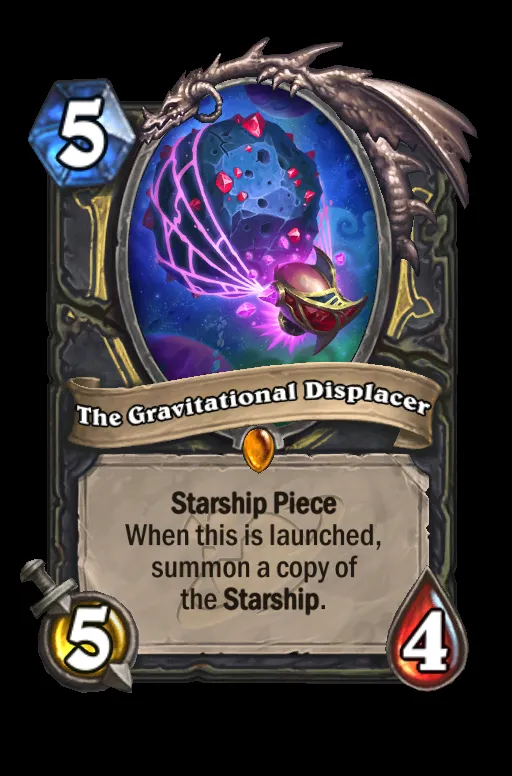 5
The Gravitational Displacer
Starship Piece
When this is launched,
summon a copy of
the Starship.
5
4